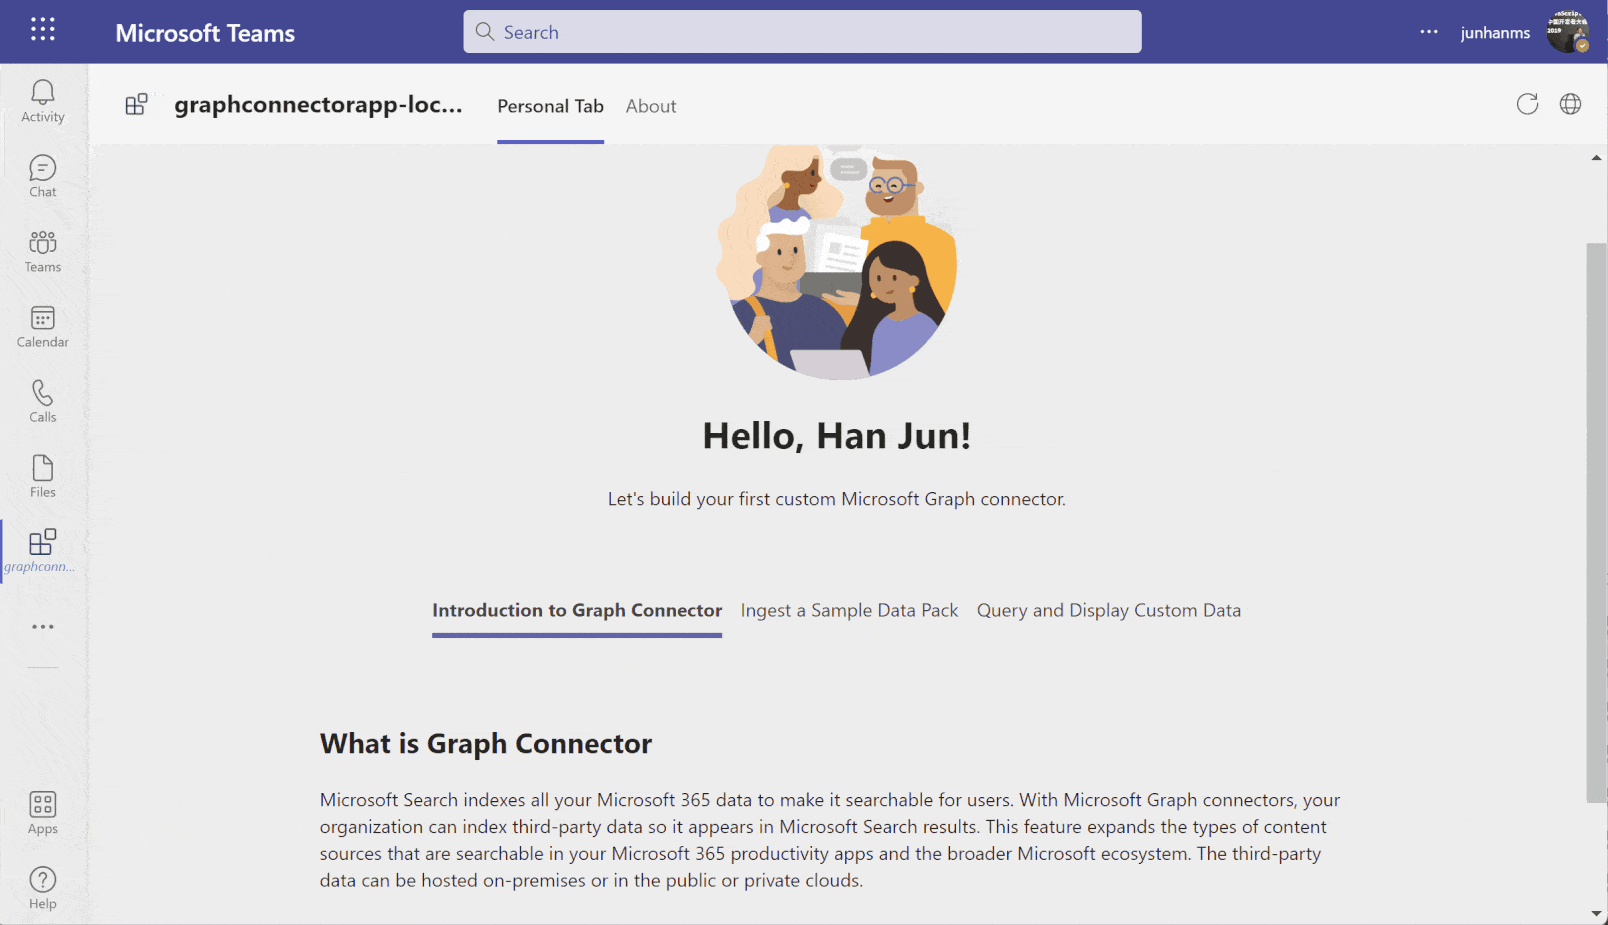 Microsoft Teams
Search
junhanms
Activity
Chat
Teams
Calendar
Calls
Files
graphconn...
Apps
Help
graphconnectorapp-loc...
Personal Tab
About
Hello, Han Jun!
Let's build your first custom Microsoft Graph connector.
Introduction to Graph Connector
Ingest a Sample Data Pack
Query and Display Custom Data
What is Graph Connector
Microsoft Search indexes all your Microsoft 365 data to make it searchable for users. With Microsoft Graph connectors, your
organization can index third-party data so it appears in Microsoft Search results. This feature expands the types of content
sources that are searchable in your Microsoft 365 productivity apps and the broader Microsoft ecosystem. The third-party
data can be hosted on-premises or in the public or private clouds.